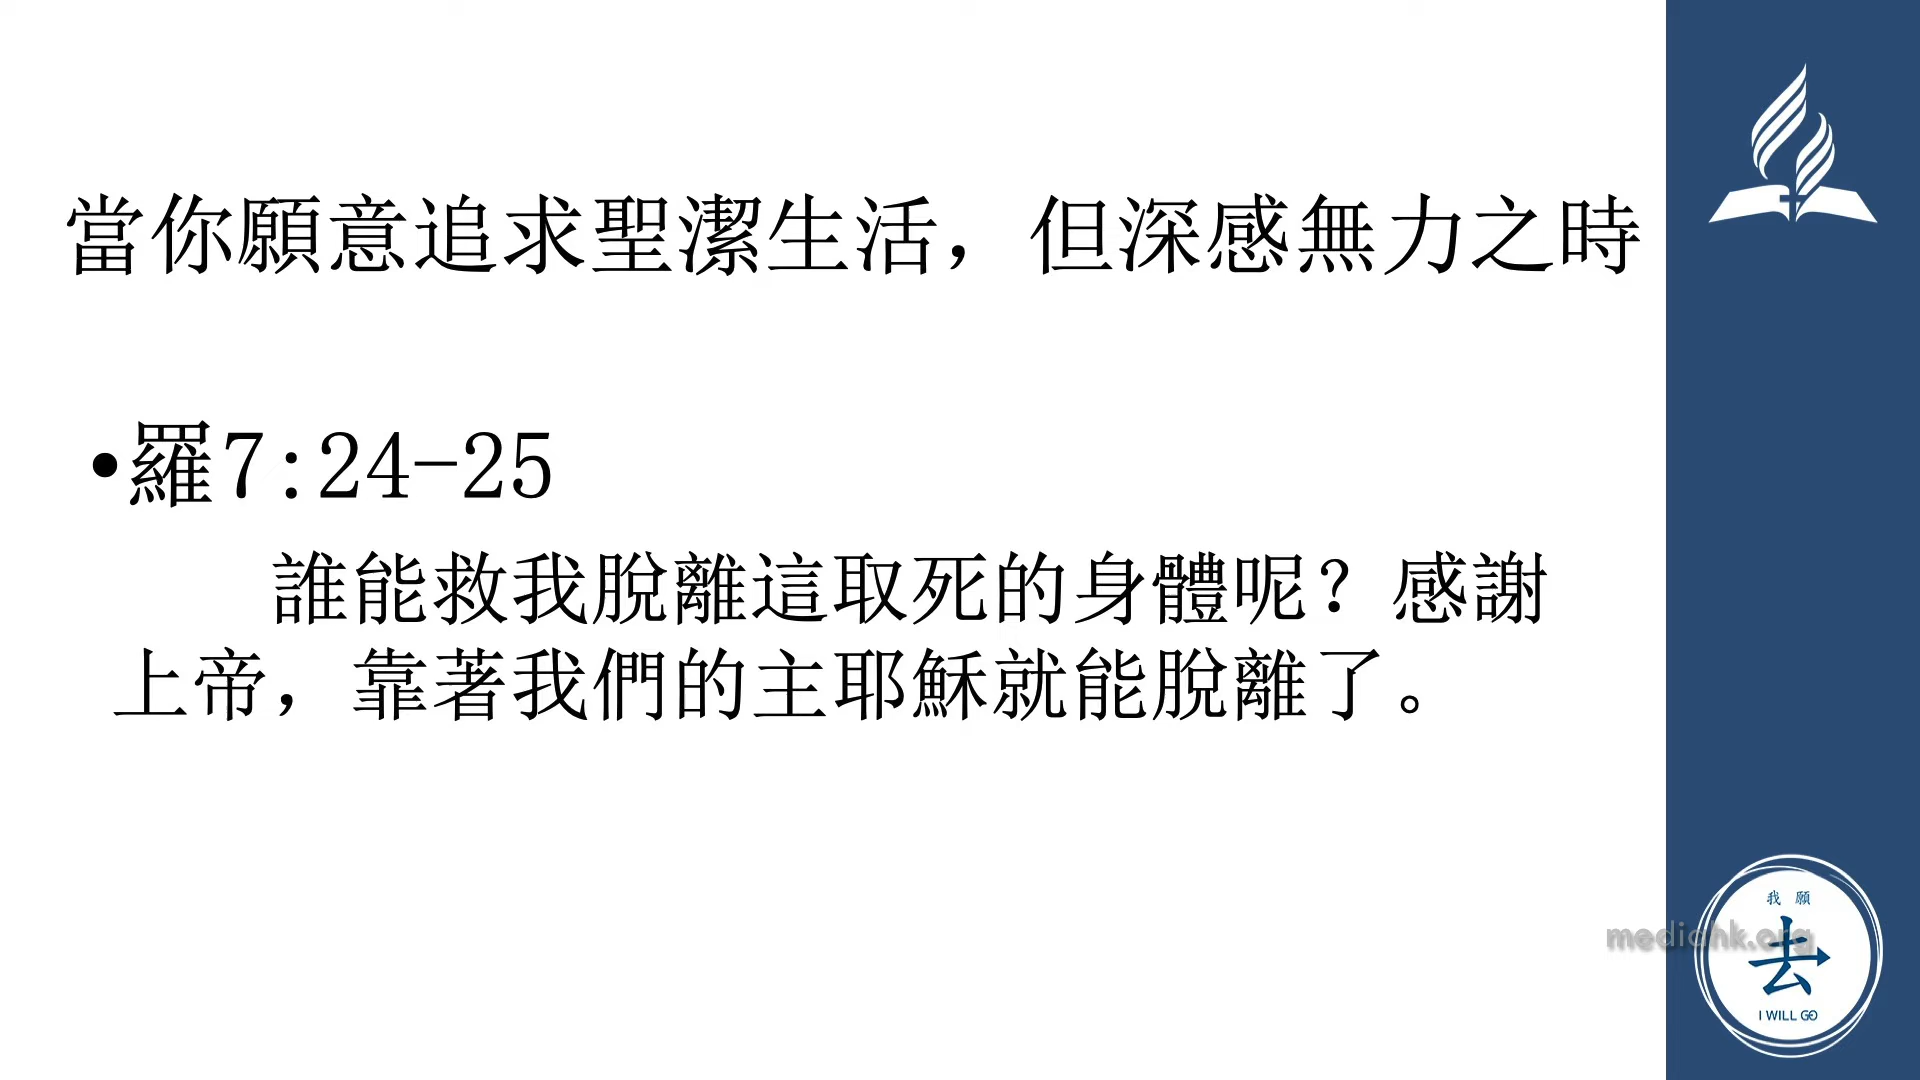 當你願意追求聖潔生活，但深感無力之時
•羅7:24-25
誰能救我脫離這取死的身體呢？感謝
上帝，靠著我們的主耶穌就能脫離了。
我願
mediahk.org
去
I WILL GO